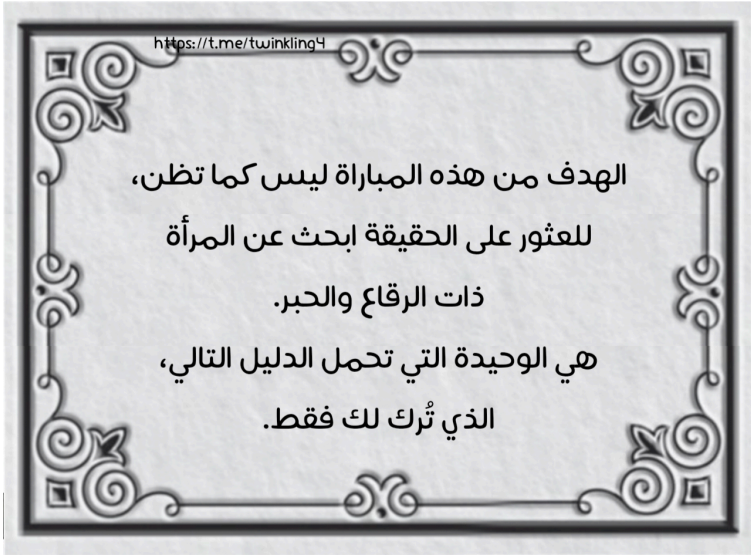 https://t.me/twinkling4
الهدف من هذه المباراة ليس كما تظن،
للعثور على الحقيقة ابحث عن المرأة
ذات الرقاع والحبر.
هي الوحيدة التي تحمل الدليل التالي،
الذي تُرك لك فقط.